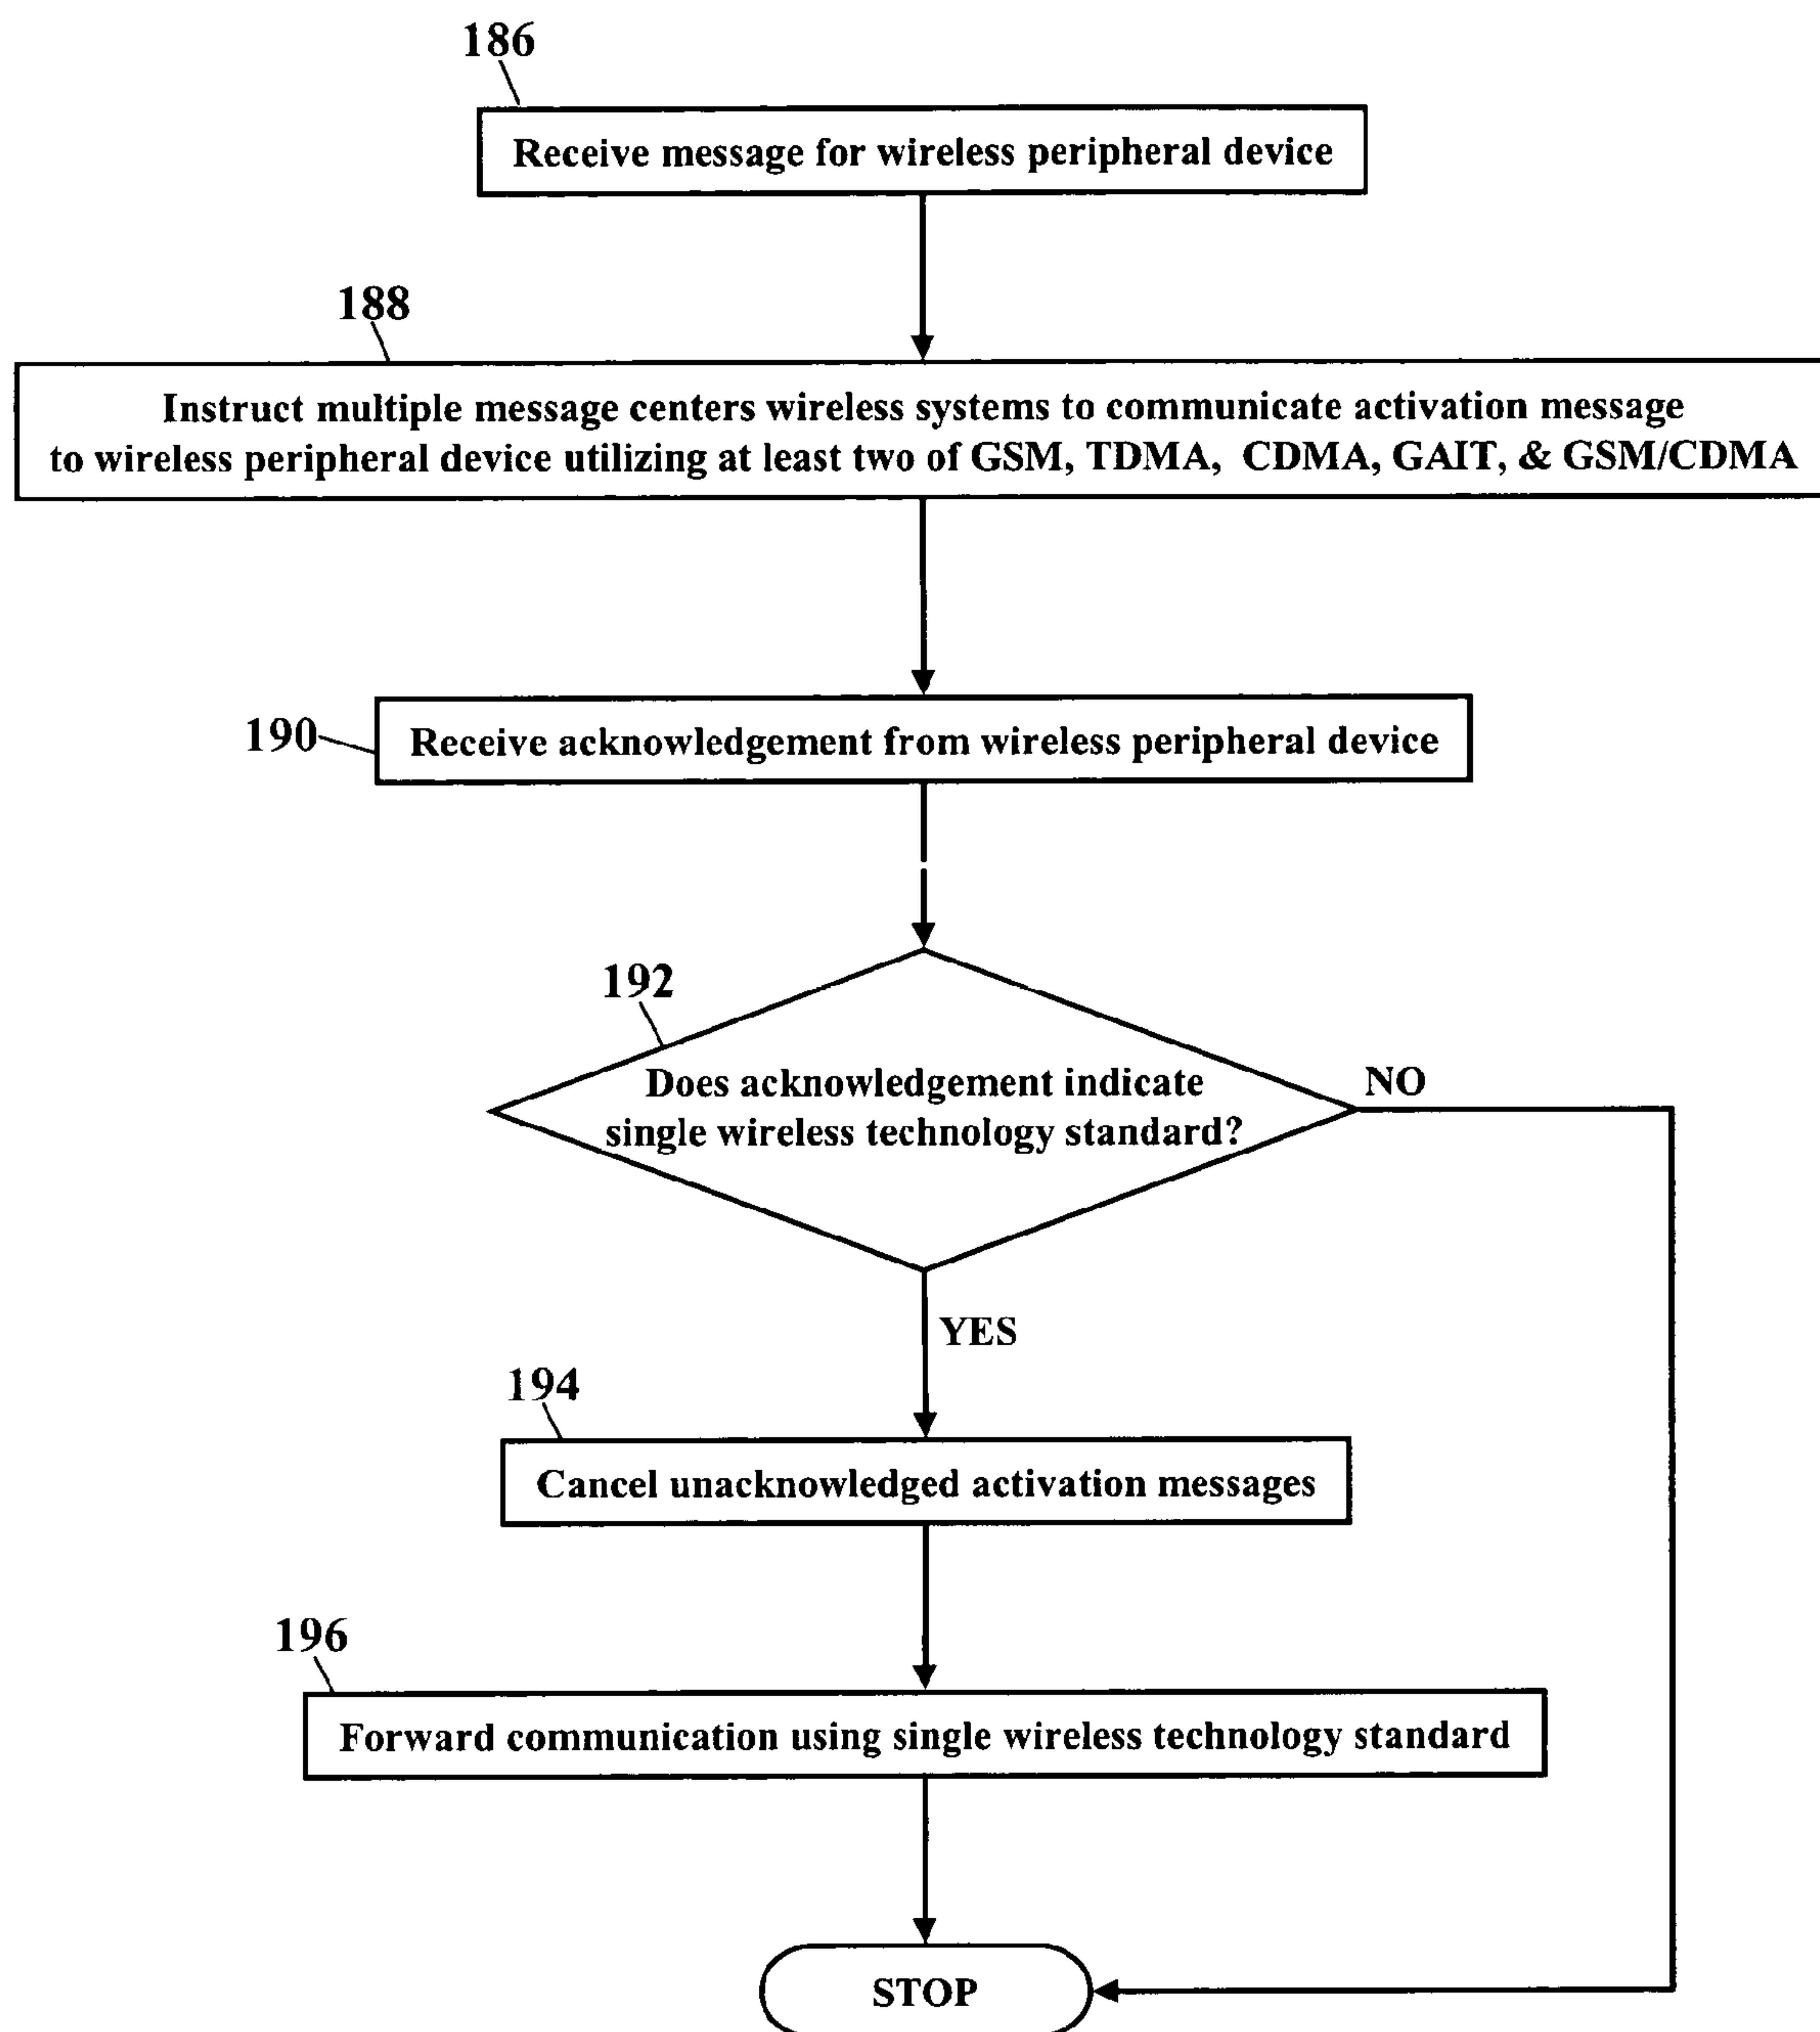 186
Receive message for wireless peripheral device
188
Instruct multiple message centers wireless systems to communicate activation message
to wireless peripheral device utilizing at least two of GSM, TDMA, CDMA, GAIT, & GSM/CDMA
190
Receive acknowledgement from wireless peripheral device
192
Does acknowledgement indicate
single wireless technology standard?
NO
YES
194
Cancel unacknowledged activation messages
196
Forward communication using single wireless technology standard
STOP